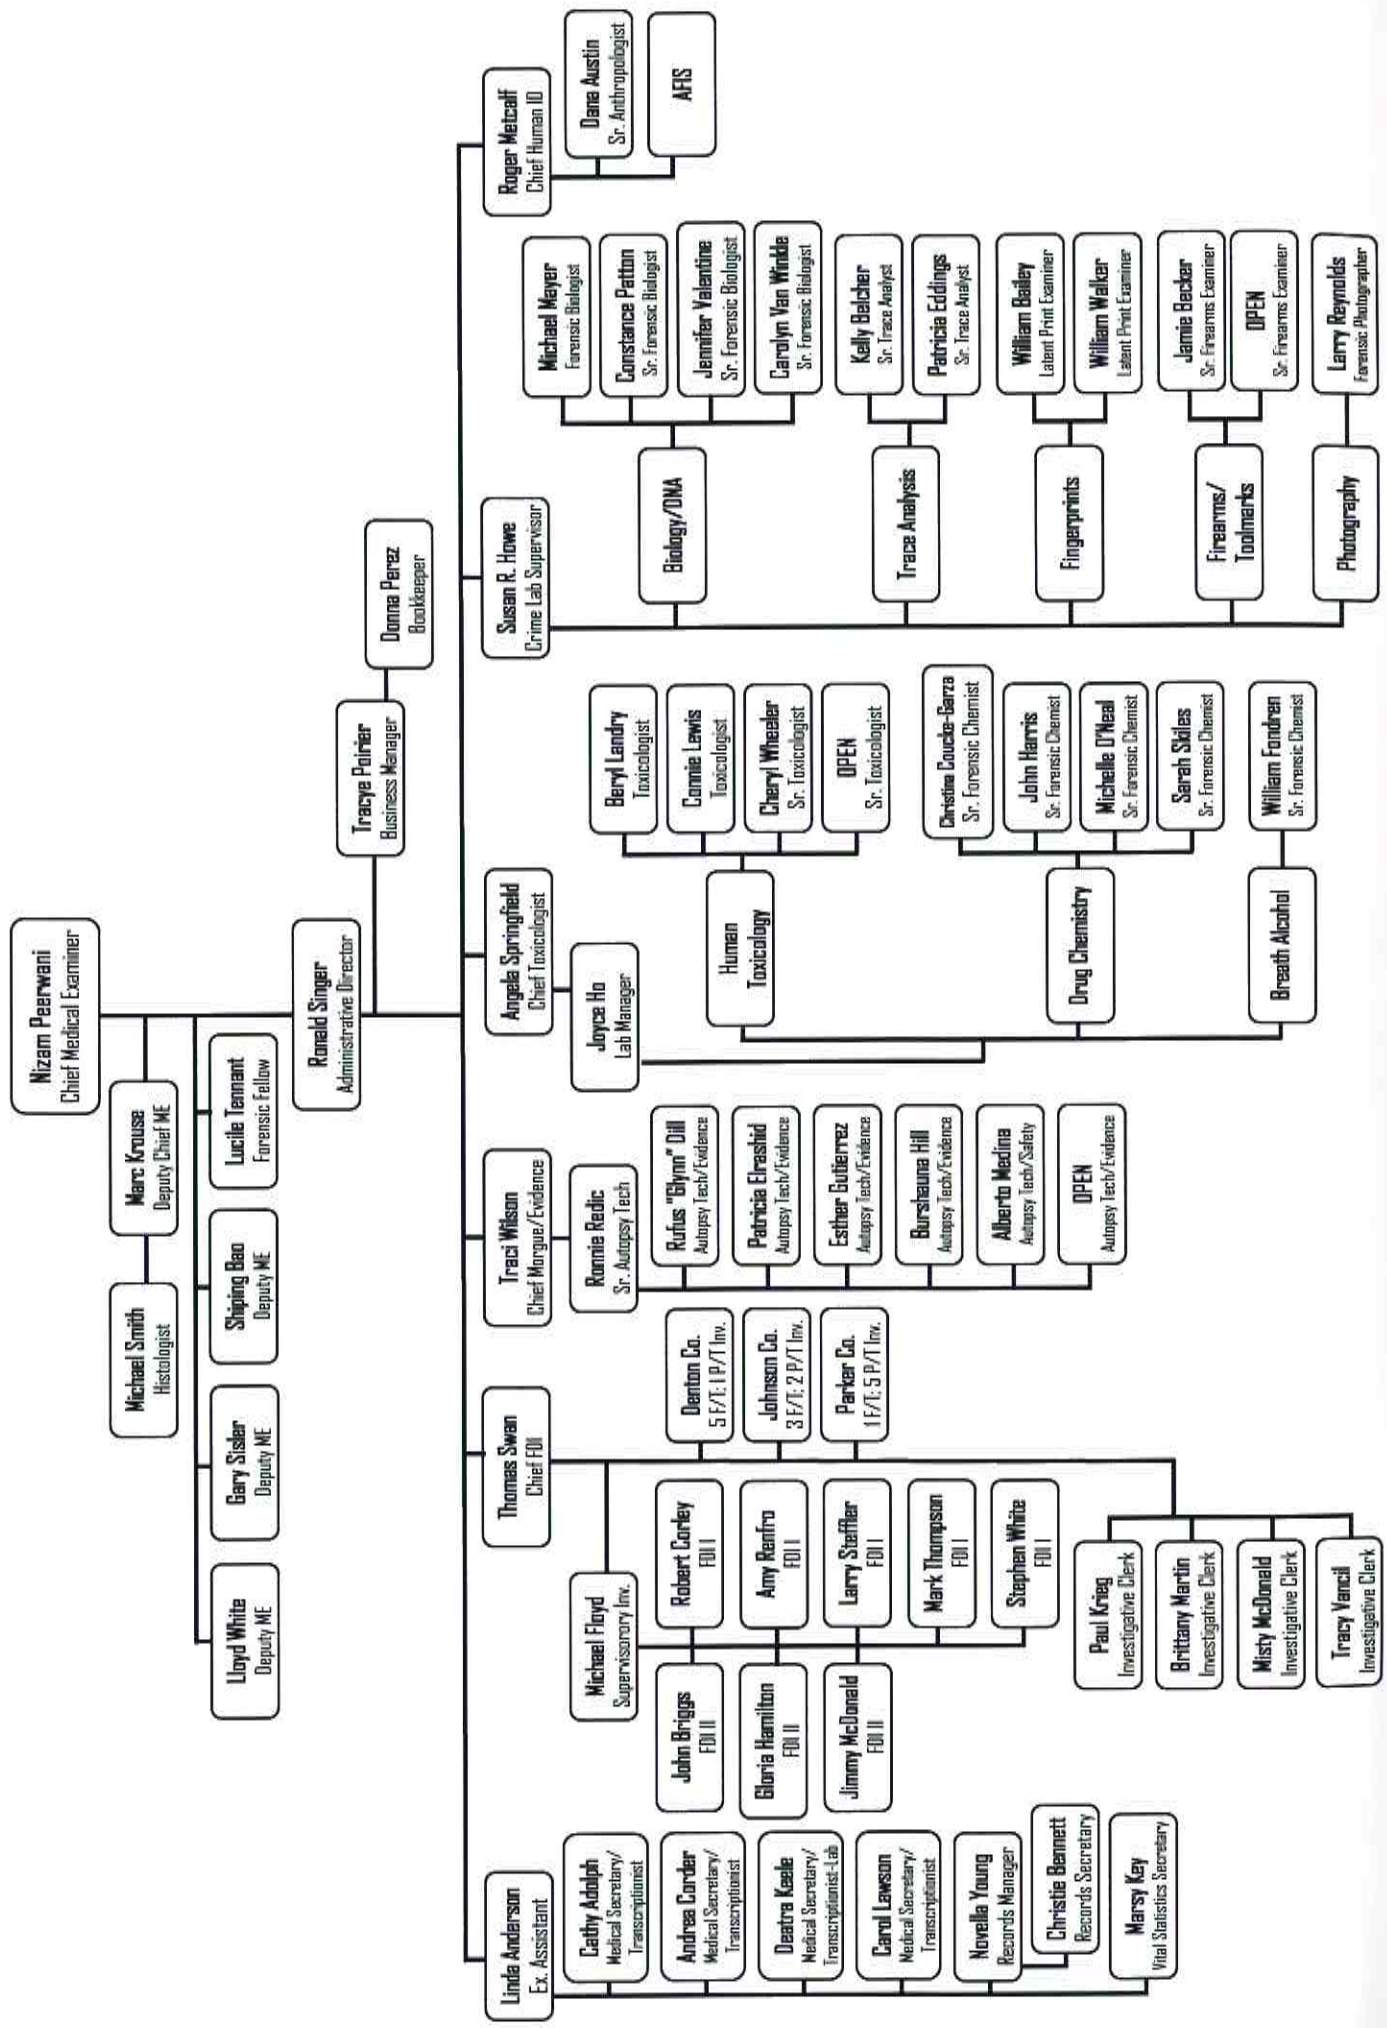 Nizam Peerwani
Chief Medical Examiner
Michael Smith
Histologist
Marc Krouse
Deputy Chief ME
Lloyd White
Deputy ME
Gary Sisler
Deputy ME
Shiping Bao
Deputy ME
Lucile Tennant
Forensic Fellow
Ronald Singer
Administrative Director
Tracye Poirier
Business Manager
Donna Perez
Bookkeeper
Linda Anderson
Ex. Assistant
Cathy Adolph
Medical Secretary/
Transcriptionist
Andrea Corder
Medical Secretary/
Transcriptionist
Deatra Keele
Medical Secretary/
Transcriptionist-Lab
Carol Lawson
Medical Secretary/
Transcriptionist
Novella Young
Records Manager
Christie Bennett
Records Secretary
Marsy Key
Vital Statistics Secretary
Thomas Swan
Chief FDI
Michael Floyd
Supervisorory Inv.
John Briggs
FDI II
Gloria Hamilton
FDI II
Jimmy McDonald
FDI II
Robert Corley
FDI I
Amy Renfro
FDI I
Larry Steffler
FDI I
Mark Thompson
FDI I
Stephen White
FDI I
Denton Co.
5 F/T; 1 P/T Inv.
Johnson Co.
3 F/T; 2 P/T Inv.
Parker Co.
1 F/T; 5 P/T Inv.
Paul Krieg
Investigative Clerk
Brittany Martin
Investigative Clerk
Misty McDonald
Investigative Clerk
Tracy Vancil
Investigative Clerk
Traci Wilson
Chief Morgue/Evidence
Ronnie Redic
Sr. Autopsy Tech
Rufus "Glynn" Dill
Autopsy Tech/Evidence
Patricia Elrashid
Autopsy Tech/Evidence
Esther Gutierrez
Autopsy Tech/Evidence
Burshauna Hill
Autopsy Tech/Evidence
Alberto Medina
Autopsy Tech/Safety
OPEN
Autopsy Tech/Evidence
Angela Springfield
Chief Toxicologist
Joyce Ho
Lab Manager
Human
Toxicology
Beryl Landry
Toxicologist
Connie Lewis
Toxicologist
Cheryl Wheeler
Sr. Toxicologist
OPEN
Sr. Toxicologist
Drug Chemistry
Christina Coucke-Garza
Sr. Forensic Chemist
John Harris
Sr. Forensic Chemist
Michelle O'Neal
Sr. Forensic Chemist
Sarah Skiles
Sr. Forensic Chemist
Breath Alcohol
William Fondren
Sr. Forensic Chemist
Susan R. Howe
Crime Lab Supervisor
Biology/DNA
Michael Mayer
Forensic Biologist
Constance Patton
Sr. Forensic Biologist
Jennifer Valentine
Sr. Forensic Biologist
Carolyn Van Winkle
Sr. Forensic Biologist
Trace Analysis
Kelly Belcher
Sr. Trace Analyst
Patricia Eddings
Sr. Trace Analyst
Fingerprints
William Bailey
Latent Print Examiner
William Walker
Latent Print Examiner
Firearms/
Toolmarks
Jamie Becker
Sr. Firearms Examiner
OPEN
Sr. Firearms Examiner
Photography
Larry Reynolds
Forensic Photographer
Roger Metcalf
Chief Human ID
Dana Austin
Sr. Anthropologist
AFIS